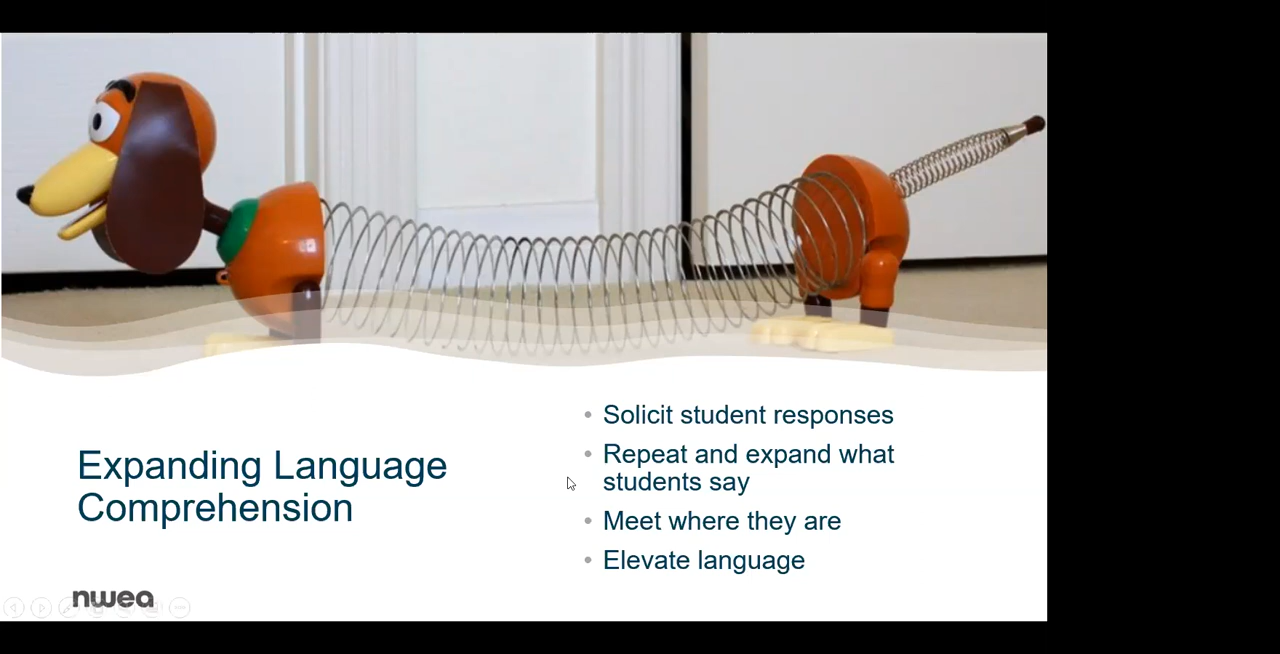 Expanding Language
Comprehension
• Solicit student responses
• Repeat and expand what
students say
• Meet where they are
• Elevate language
nwea